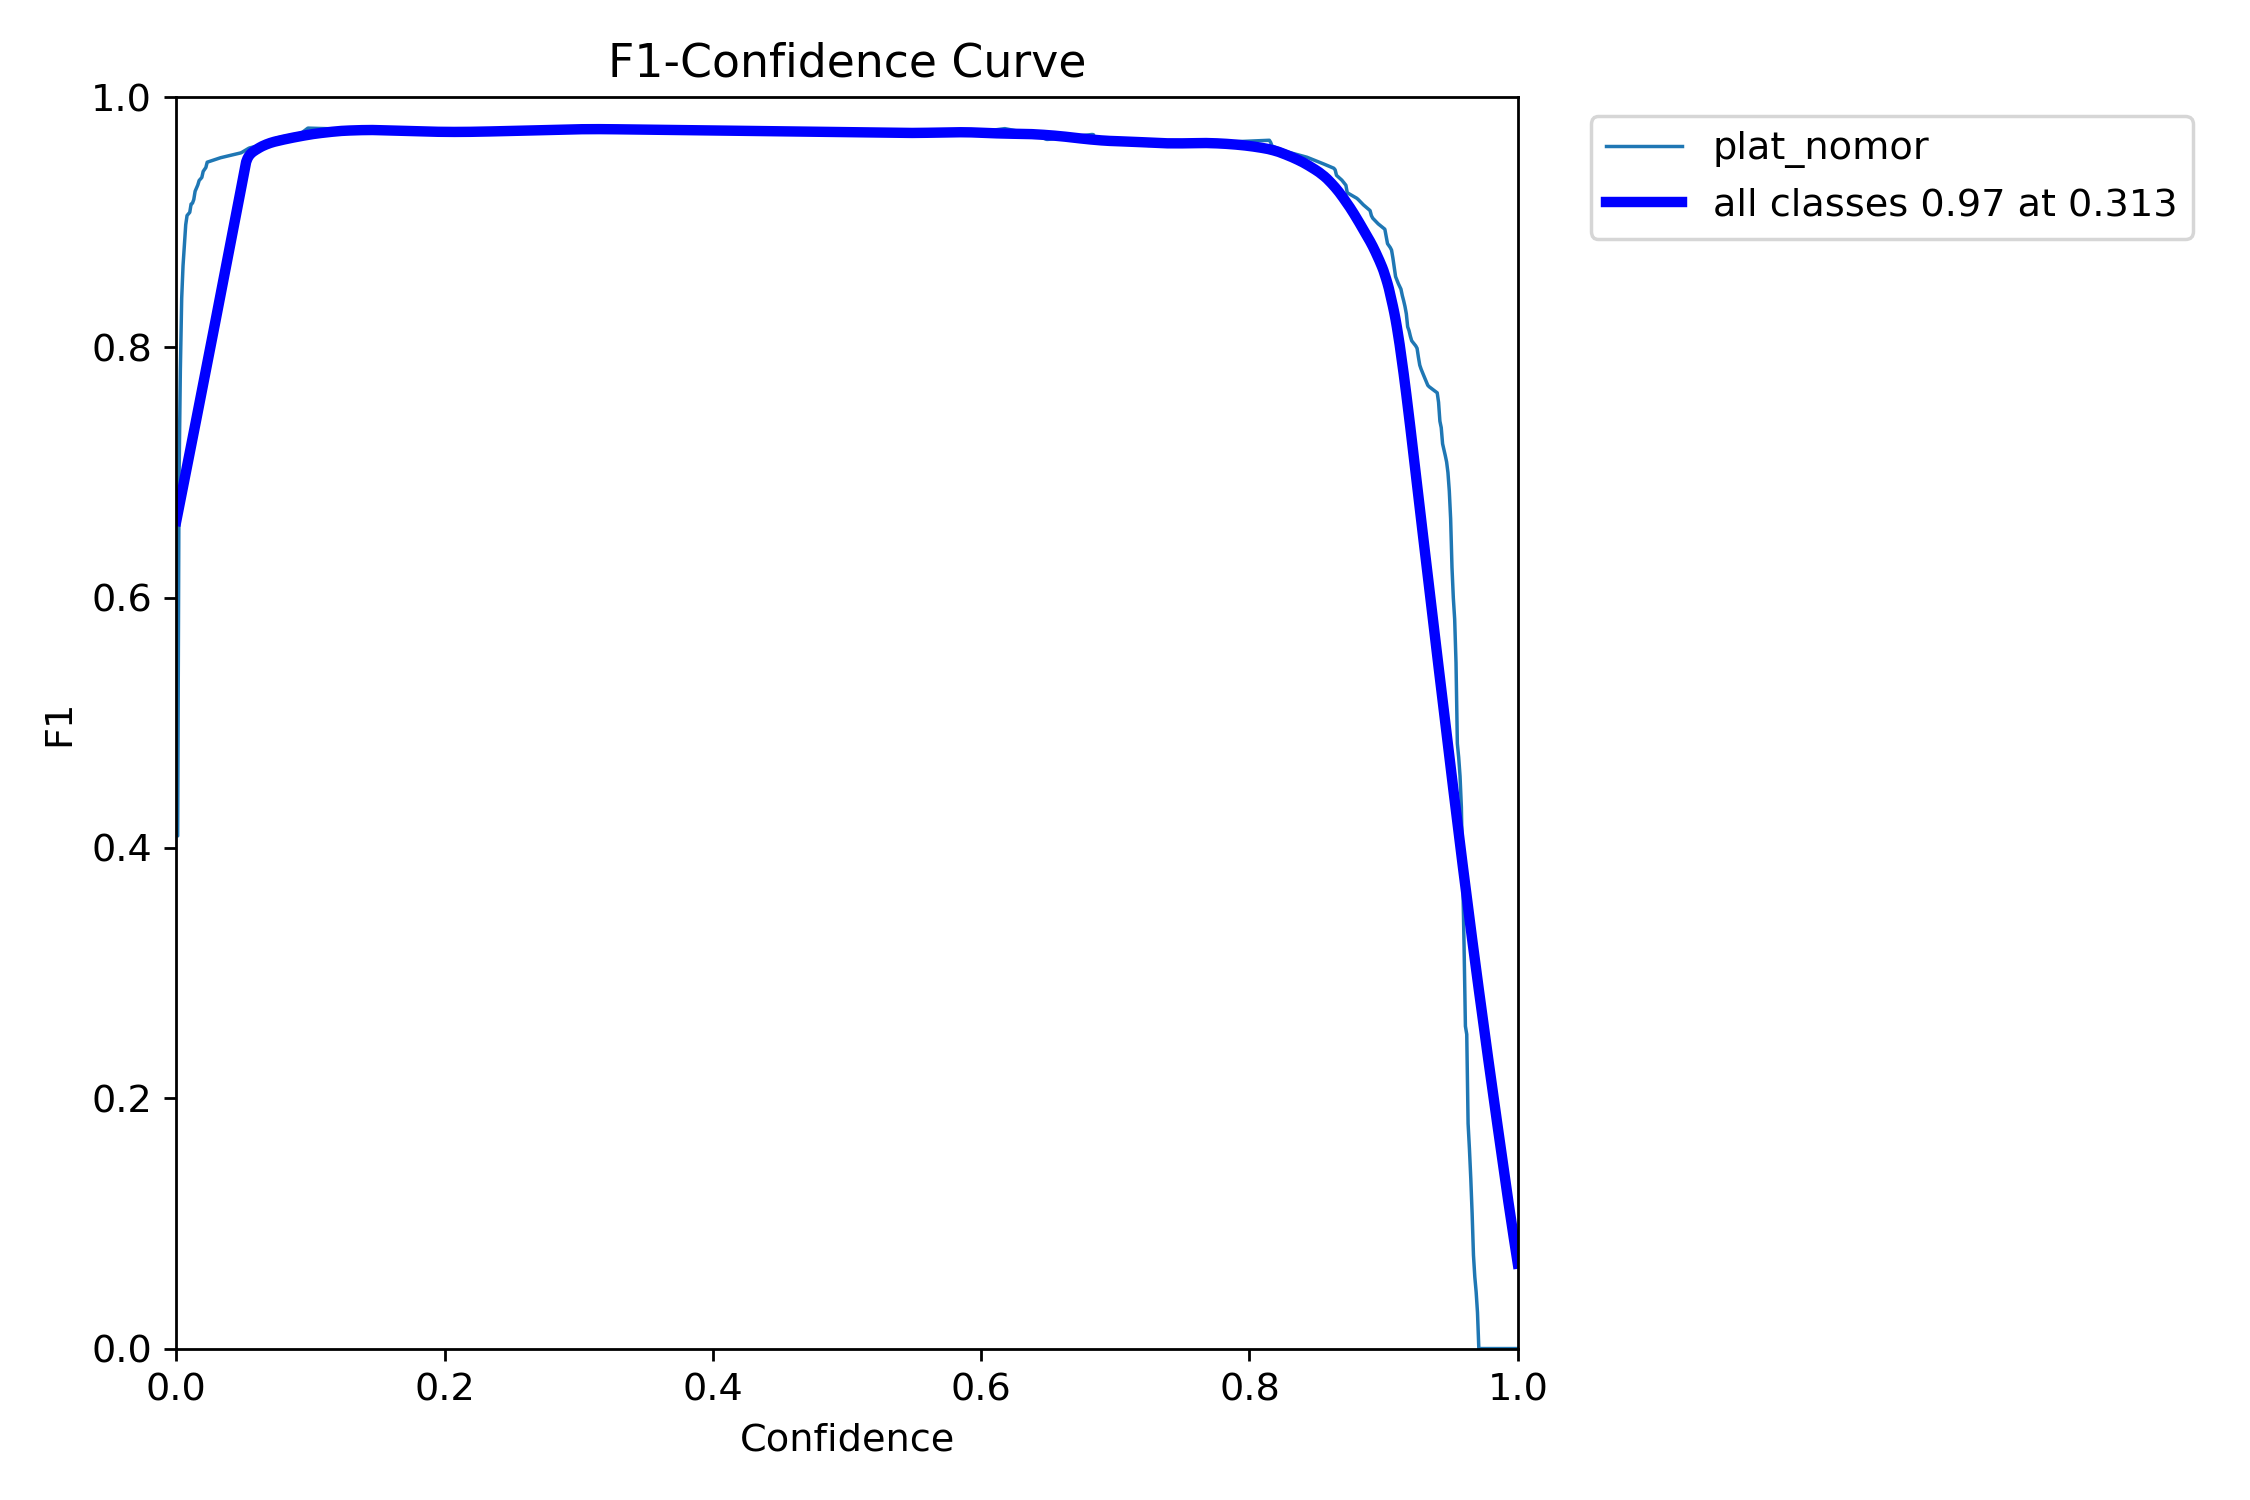 F1-Confidence Curve
1.0
0.8
0.6
0.4
0.2
0.0
F1
0.0 0.2 0.4 0.6 0.8 1.0
Confidence
plat_nomor
all classes 0.97 at 0.313